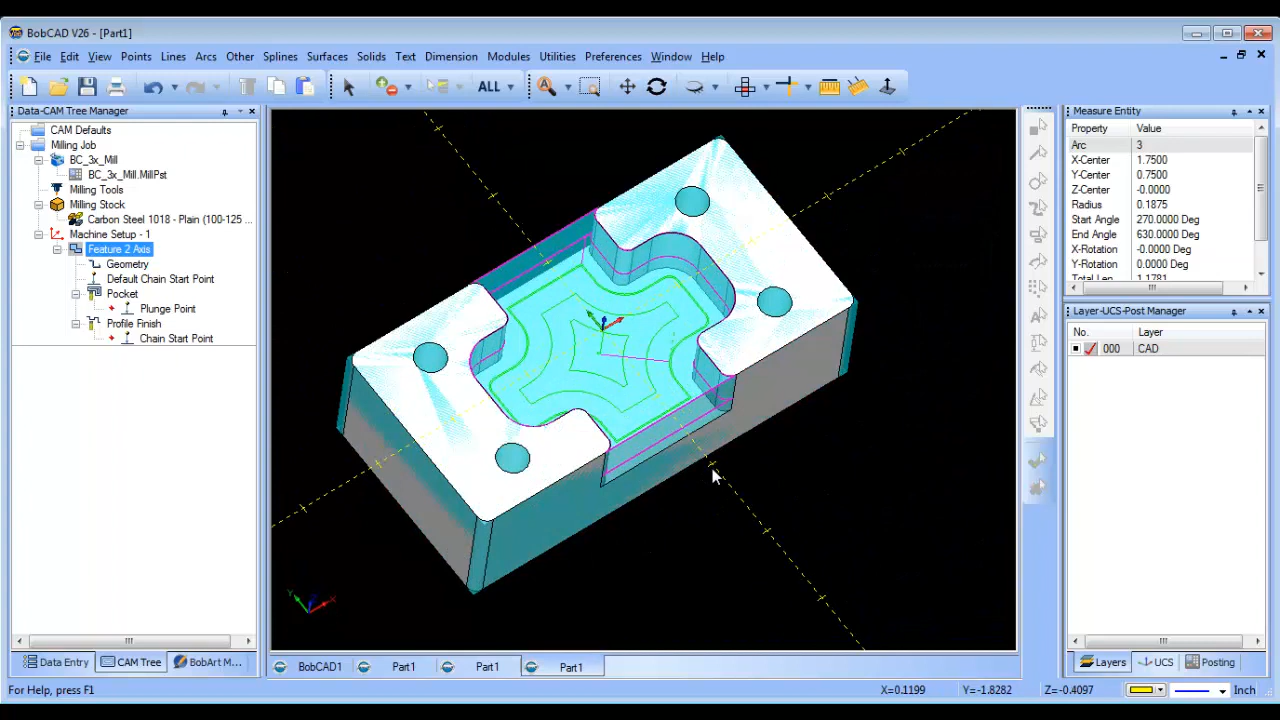 BobCAD V26 - [Part1]
File Edit View Points Lines Arcs Other Splines Surfaces Solids Text Dimension Modules Utilities Preferences Window Help
ALL
Data-CAM Tree Manager
CAM Defaults
Milling Job
BC_3x_Mill
BC_3x_Mill.MillPst
Milling Tools
Milling Stock
Carbon Steel 1018 - Plain (100-125 ...
Machine Setup - 1
Feature 2 Axis
Geometry
Default Chain Start Point
Pocket
Plunge Point
Profile Finish
Chain Start Point
Data Entry CAM Tree BobArt M...
Y Z X
BobCAD1 Part1 Part1 Part1
Measure Entity
Property Value
Arc 3
X-Center 1.7500
Y-Center 0.7500
Z-Center -0.0000
Radius 0.1875
Start Angle 270.0000 Deg
End Angle 630.0000 Deg
X-Rotation -0.0000 Deg
Y-Rotation 0.0000 Deg
Total Len 1.1781
Layer-UCS-Post Manager
No. Layer
000 CAD
Layers UCS Posting
For Help, press F1
X=0.1199 Y=-1.8282 Z=-0.4097 Inch